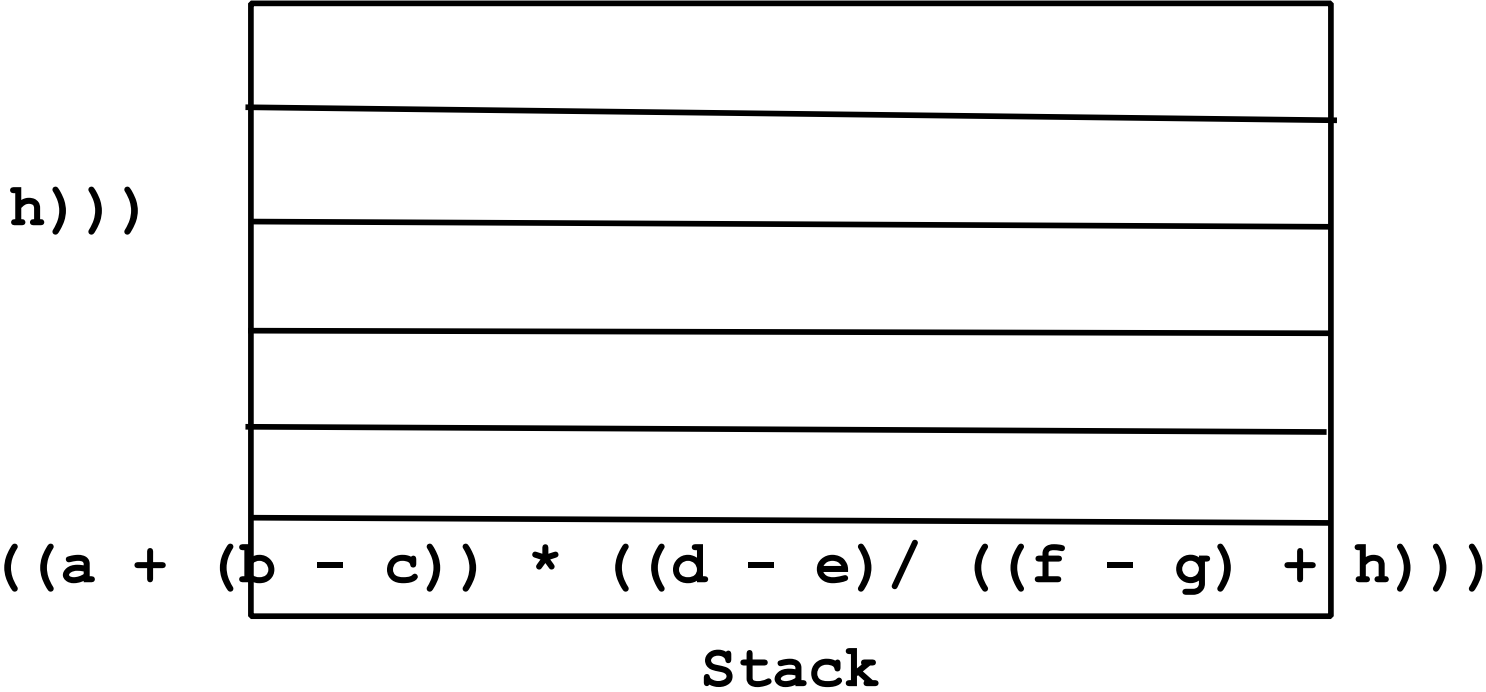 h)))
((a + (b - c)) * ((d - e)/ ((f - g) + h)))
Stack